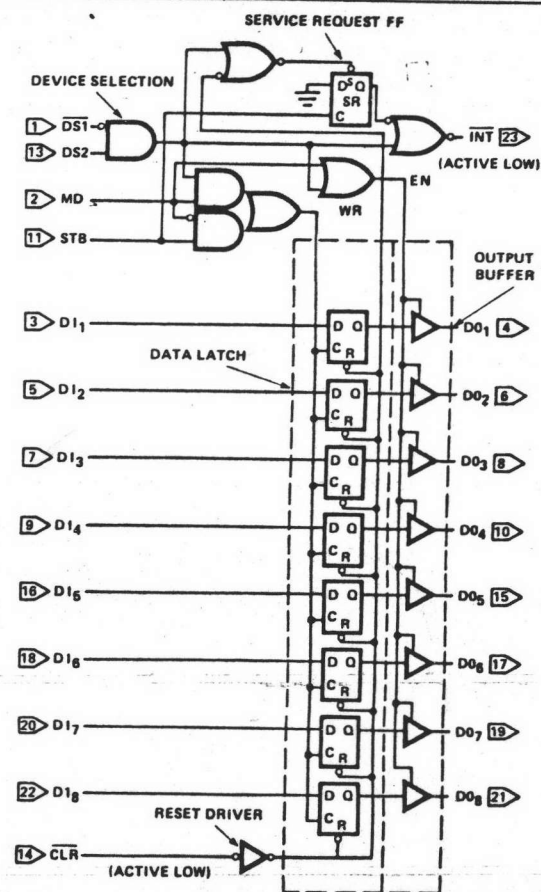 SERVICE REQUEST FF
DEVICE SELECTION
D S Q
SR
C
1 DS1
13 DS2
INT 23
(ACTIVE LOW)
2 MD
EN
WR
11 STB
OUTPUT
BUFFER
3 DI1 D Q C R DO1 4
DATA LATCH
5 DI2 D Q C R DO2 6
7 DI3 D Q C R DO3 8
9 DI4 D Q C R DO4 10
16 DI5 D Q C R DO5 15
18 DI6 D Q C R DO6 17
20 DI7 D Q C R DO7 19
22 DI8 D Q C R DO8 21
RESET DRIVER
14 CLR
(ACTIVE LOW)